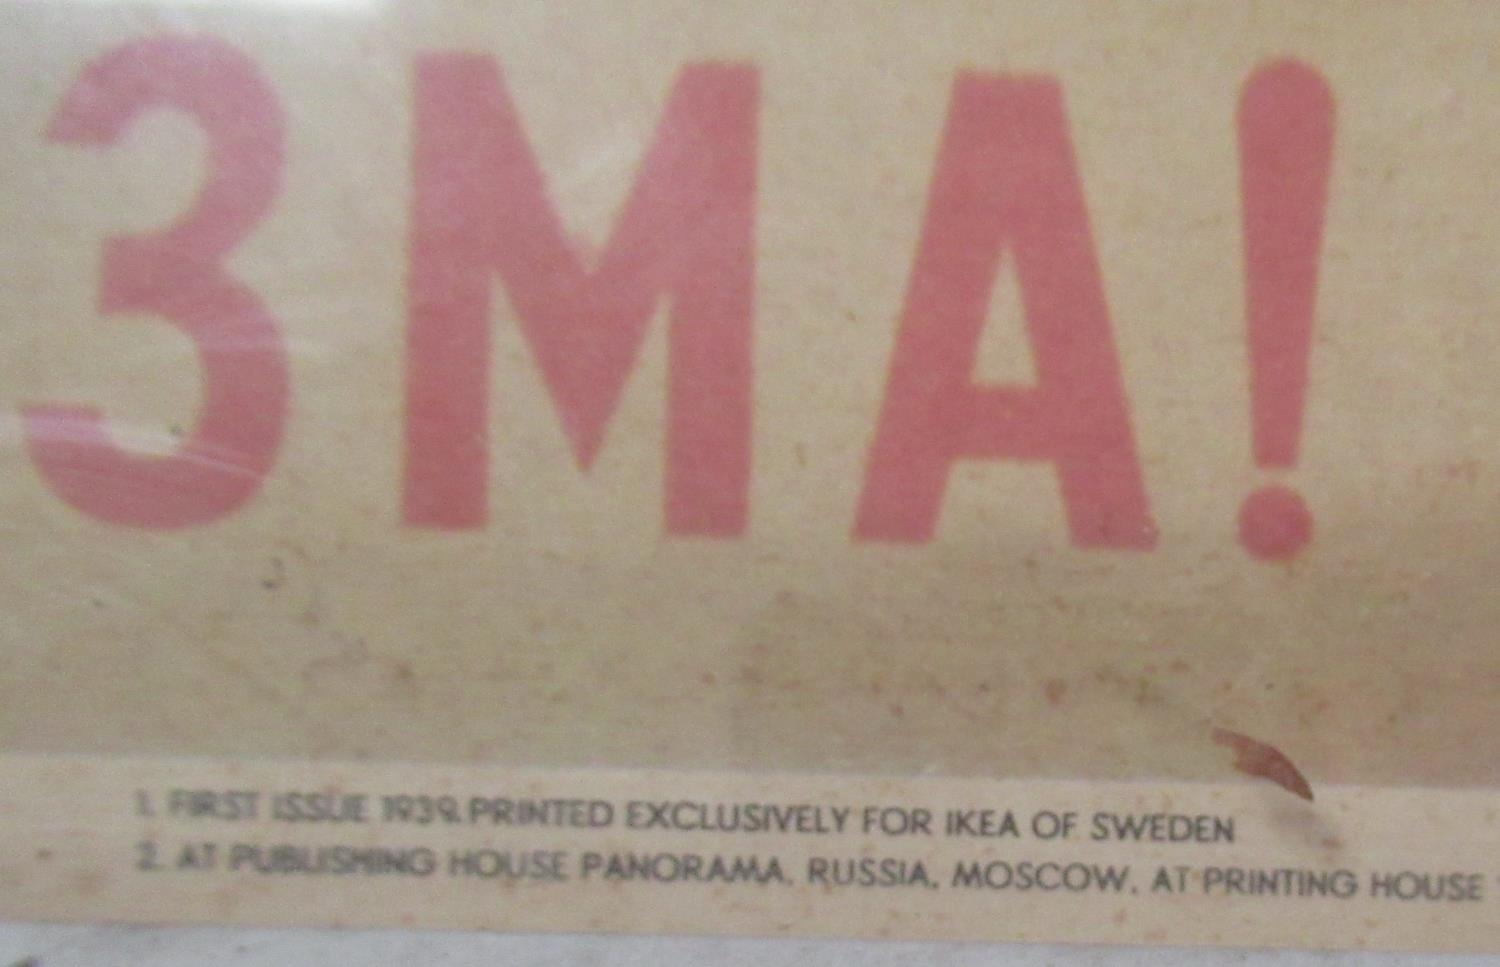 ЗМА!
1. FIRST ISSUE 1939. PRINTED EXCLUSIVELY FOR IKEA OF SWEDEN
2. AT PUBLISHING HOUSE PANORAMA, RUSSIA, MOSCOW, AT PRINTING HOUSE